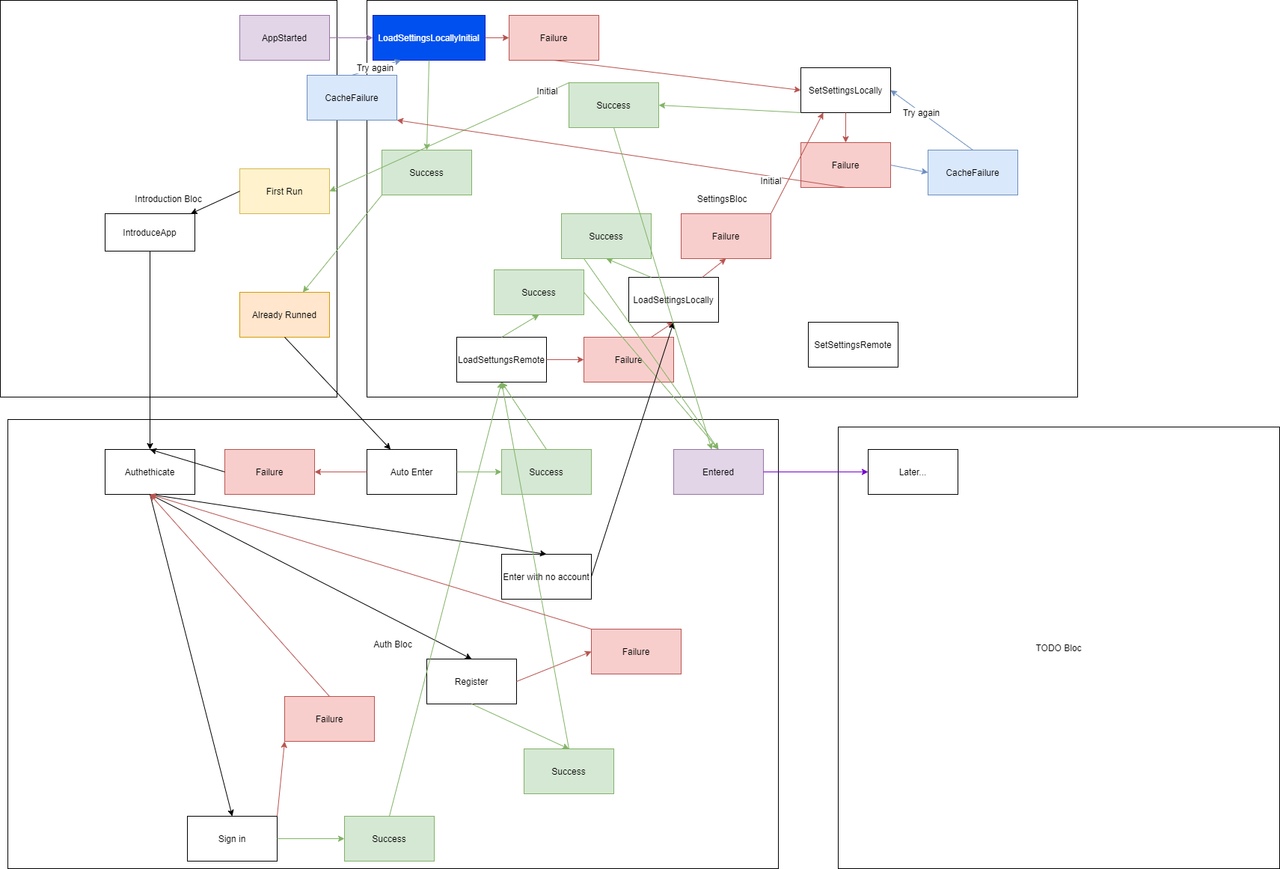 AppStarted
LoadSettingsLocallyInitial
Failure
Try again
CacheFailure
Initial
Success
SetSettingsLocally
Try again
Success
Failure
CacheFailure
First Run
Initial
Introduction Bloc
SettingsBloc
IntroduceApp
Success
Failure
Success
LoadSettingsLocally
Already Runned
SetSettingsRemote
LoadSettungsRemote
Failure
Authethicate
Failure
Auto Enter
Success
Entered
Later...
Enter with no account
Auth Bloc
Failure
TODO Bloc
Register
Failure
Success
Sign in
Success